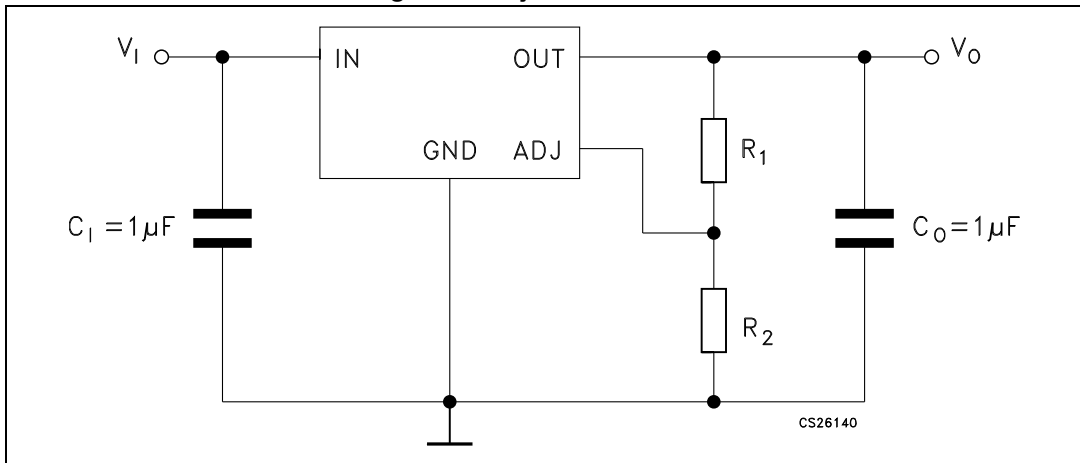 V_I
IN
OUT
V_O
GND
ADJ
R_1
C_I =1µF
C_O=1µF
R_2
CS26140